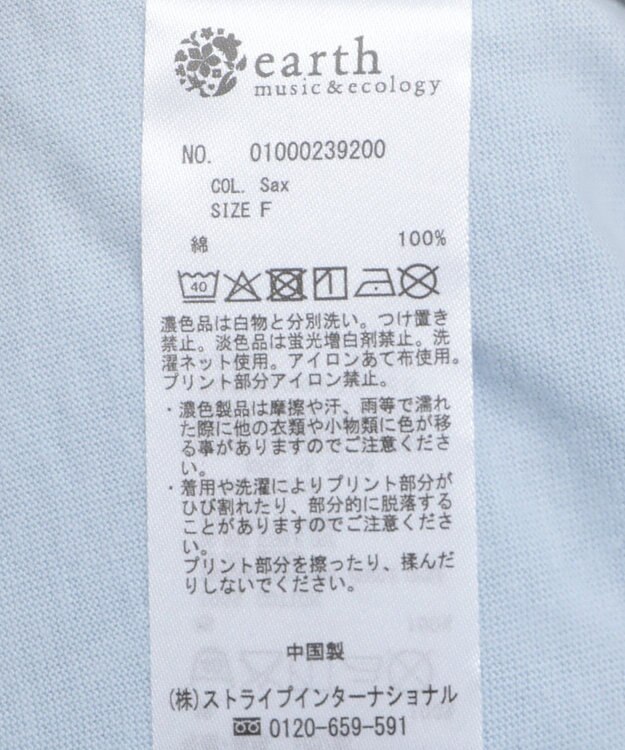 earth
music&ecology
NO. 01000239200
COL. Sax
SIZE F
綿 100%
40
濃色品は白物と分別洗い。つけ置き
禁止。淡色品は蛍光増白剤禁止。洗
濯ネット使用。アイロンあて布使用。
プリント部分アイロン禁止。
・濃色製品は摩擦や汗、雨等で濡れ
た際に他の衣類や小物類に色が移
る事がありますのでご注意くださ
い。
・着用や洗濯によりプリント部分が
ひび割れたり、部分的に脱落する
ことがありますのでご注意くださ
い。
プリント部分を擦ったり、揉んだ
りしないでください。
中国製
(株)ストライプインターナショナル
0120-659-591